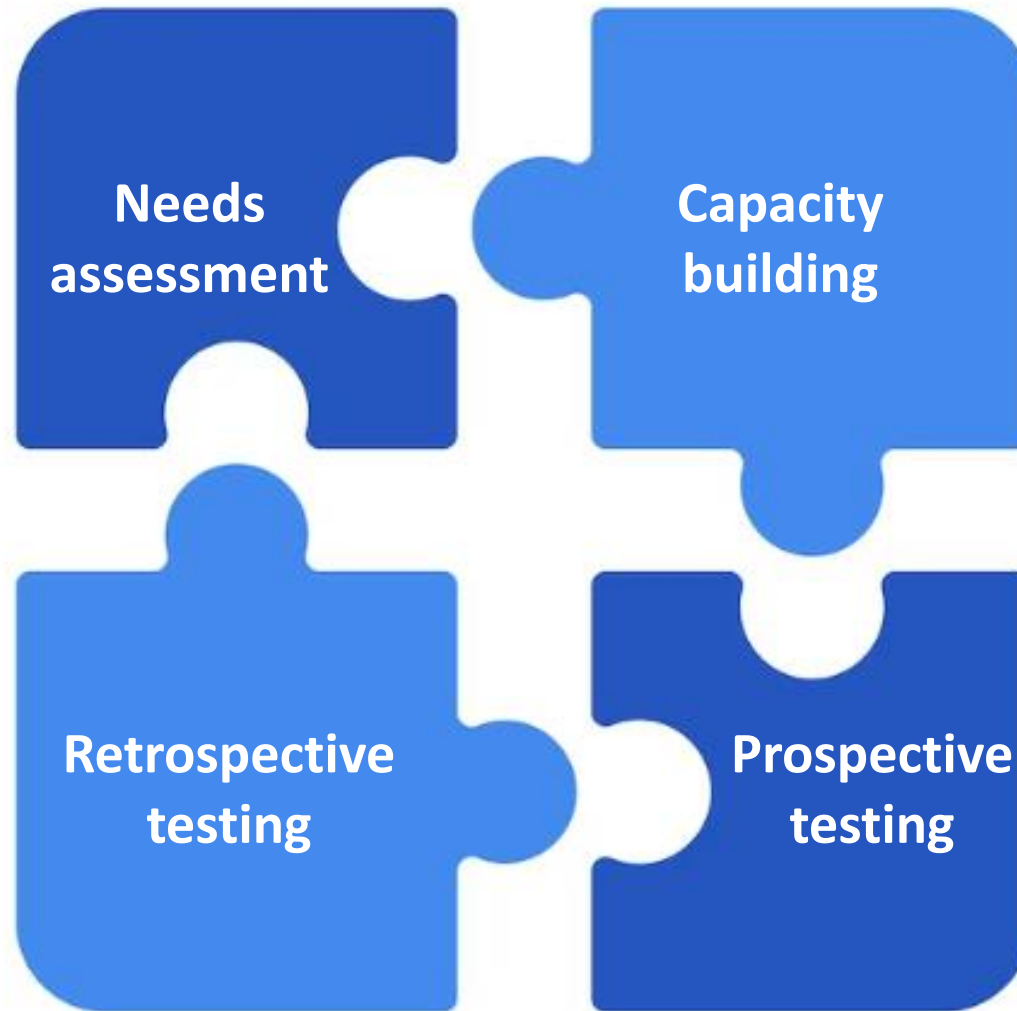 Needs
assessment
Capacity
building
Retrospective
testing
Prospective
testing